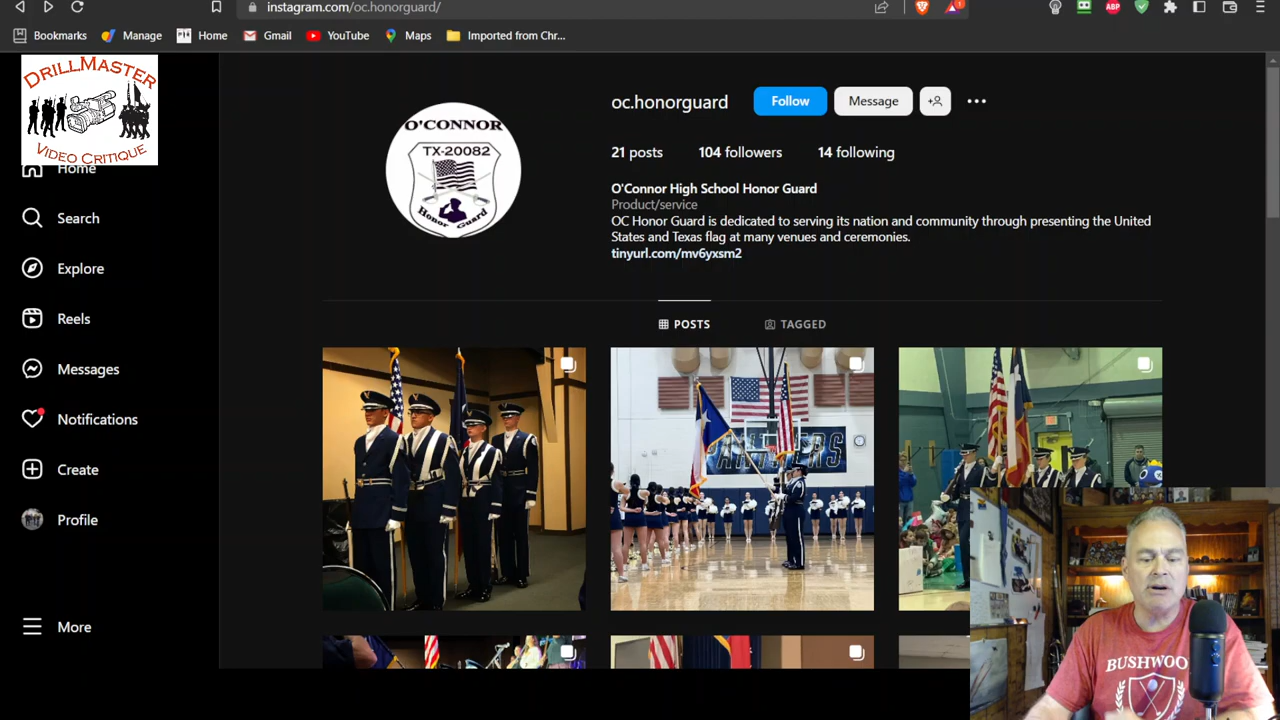 instagram.com/oc.honorguard/
Bookmarks Manage Home Gmail YouTube Maps Imported from Chr...
DRILLMASTER
VIDEO CRITIQUE
Home
Search
Explore
Reels
Messages
Notifications
Create
Profile
More
O'CONNOR
TX-20082
Honor Guard
oc.honorguard Follow Message
21 posts 104 followers 14 following
O'Connor High School Honor Guard
Product/service
OC Honor Guard is dedicated to serving its nation and community through presenting the United
States and Texas flag at many venues and ceremonies.
tinyurl.com/mv6yxsm2
POSTS TAGGED
PANTHERS
ABP
BUSHWOO